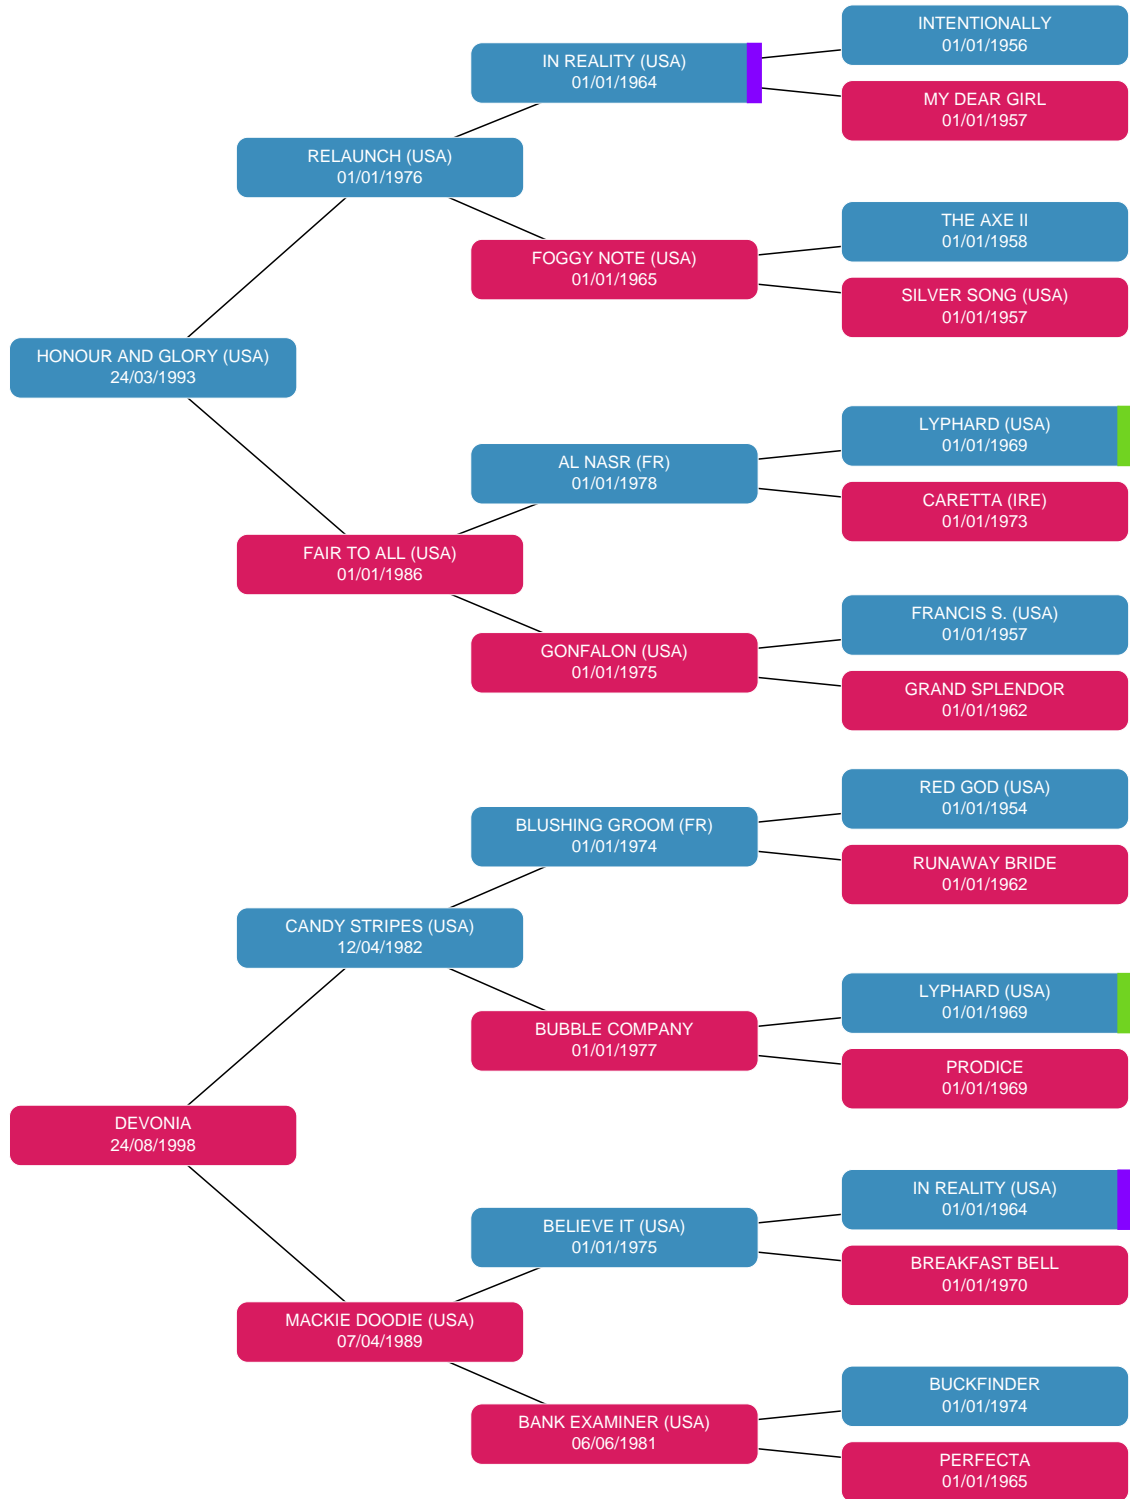 INTENTIONALLY
01/01/1956
IN REALITY (USA)
01/01/1964
MY DEAR GIRL
01/01/1957
RELAUNCH (USA)
01/01/1976
THE AXE II
01/01/1958
FOGGY NOTE (USA)
01/01/1965
SILVER SONG (USA)
01/01/1957
HONOUR AND GLORY (USA)
24/03/1993
LYPHARD (USA)
01/01/1969
AL NASR (FR)
01/01/1978
CARETTA (IRE)
01/01/1973
FAIR TO ALL (USA)
01/01/1986
FRANCIS S. (USA)
01/01/1957
GONFALON (USA)
01/01/1975
GRAND SPLENDOR
01/01/1962
RED GOD (USA)
01/01/1954
BLUSHING GROOM (FR)
01/01/1974
RUNAWAY BRIDE
01/01/1962
CANDY STRIPES (USA)
12/04/1982
LYPHARD (USA)
01/01/1969
BUBBLE COMPANY
01/01/1977
PRODICE
01/01/1969
DEVONIA
24/08/1998
IN REALITY (USA)
01/01/1964
BELIEVE IT (USA)
01/01/1975
BREAKFAST BELL
01/01/1970
MACKIE DOODIE (USA)
07/04/1989
BUCKFINDER
01/01/1974
BANK EXAMINER (USA)
06/06/1981
PERFECTA
01/01/1965